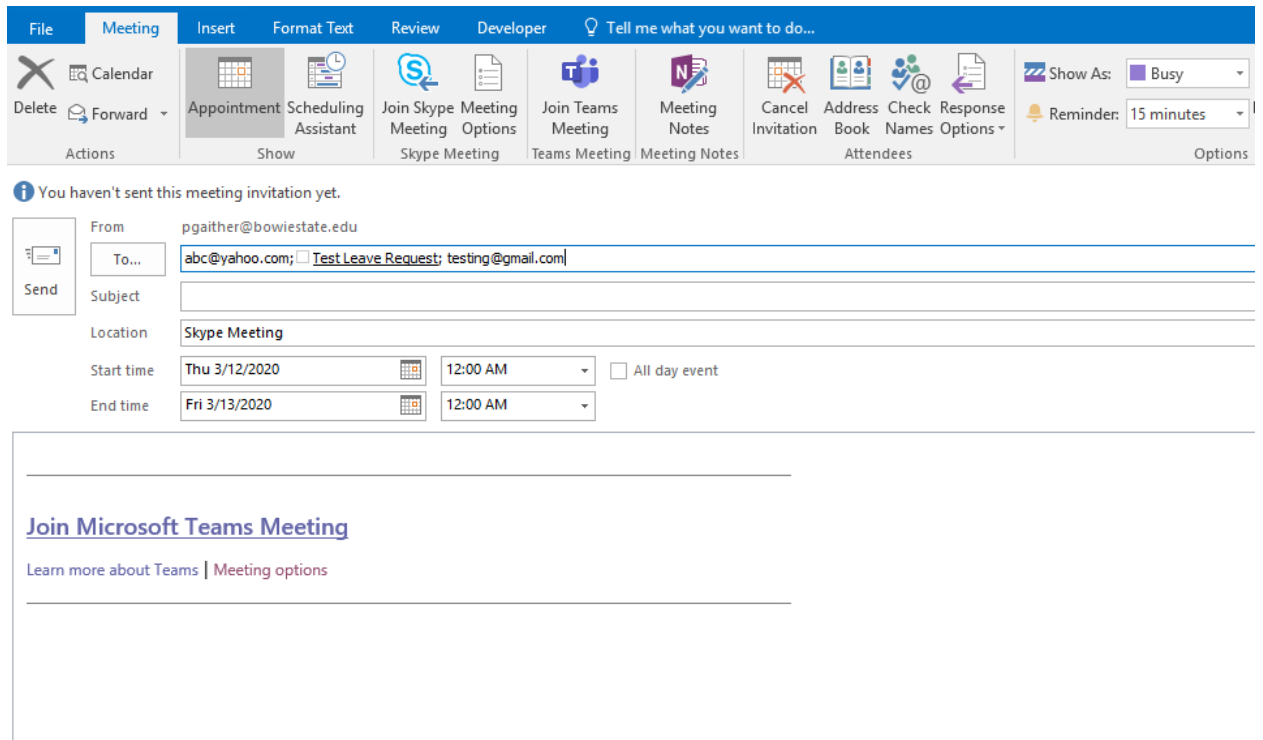 File Meeting Insert Format Text Review Developer Tell me what you want to do...
Delete
Calendar
Forward
Actions
Appointment
Scheduling
Assistant
Show
Join Skype
Meeting
Meeting
Options
Skype Meeting
Join Teams
Meeting
Teams Meeting
Meeting
Notes
Meeting Notes
Cancel
Invitation
Address
Book
Check
Names
Response
Options
Attendees
Show As: Busy
Reminder: 15 minutes
Options
You haven't sent this meeting invitation yet.
Send
From pgaither@bowiestate.edu
To... abc@yahoo.com; Test Leave Request; testing@gmail.com
Subject
Location Skype Meeting
Start time Thu 3/12/2020 12:00 AM All day event
End time Fri 3/13/2020 12:00 AM
Join Microsoft Teams Meeting
Learn more about Teams | Meeting options